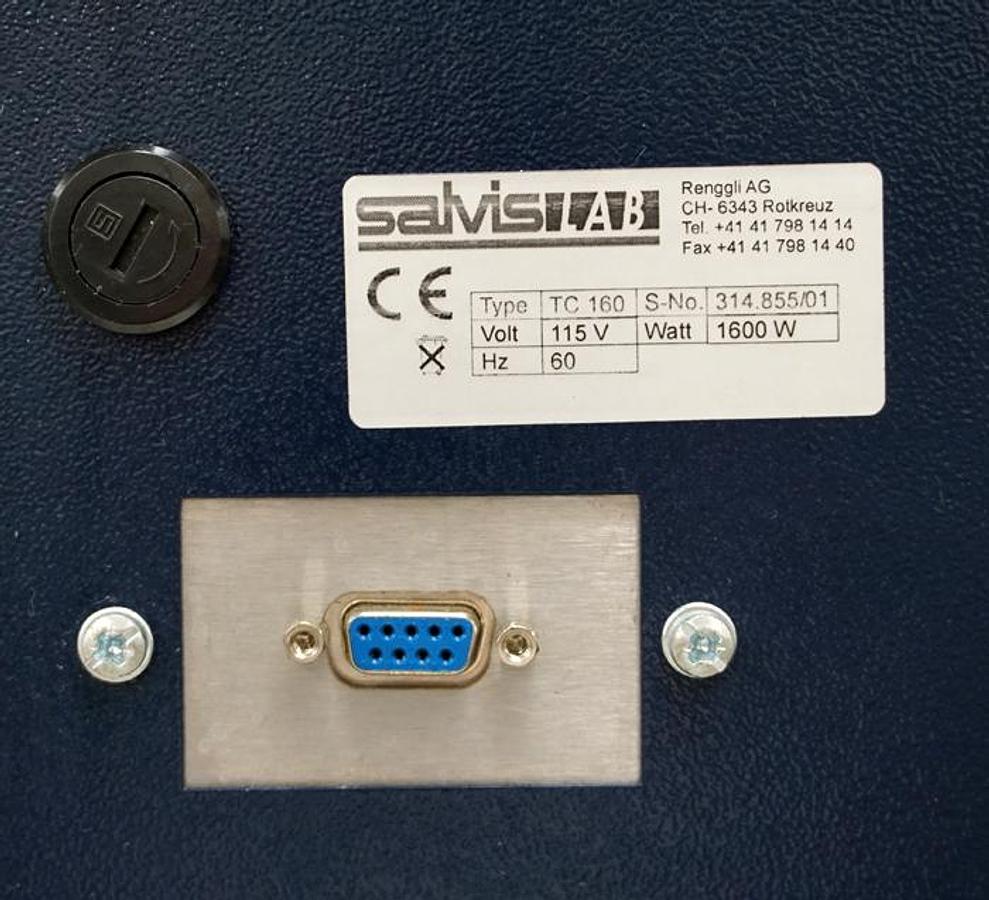 salvisLAB
Renggli AG
CH- 6343 Rotkreuz
Tel. +41 41 798 14 14
Fax +41 41 798 14 40
CE
Type TC 160 S-No. 314.855/01
Volt 115 V Watt 1600 W
Hz 60